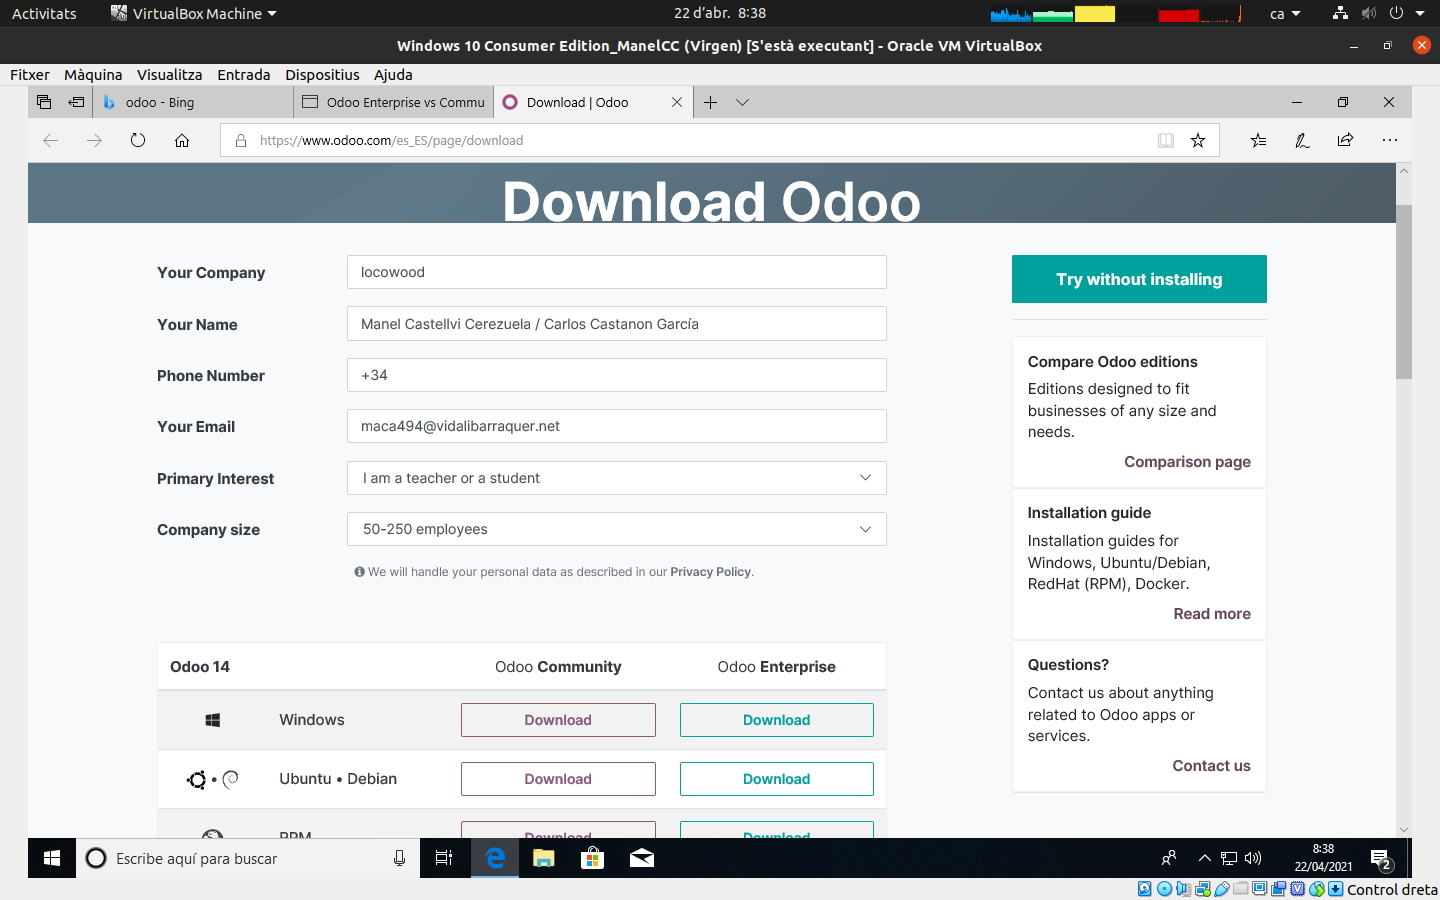 Activitats
VirtualBox Machine
22 d'abr. 8:38
ca
Windows 10 Consumer Edition_ManelCC (Virgen) [S'està executant] - Oracle VM VirtualBox
Fitxer Màquina Visualitza Entrada Dispositius Ajuda
odoo - Bing
Odoo Enterprise vs Commu
Download | Odoo
https://www.odoo.com/es_ES/page/download
Download Odoo
Your Company
locowood
Your Name
Manel Castellvi Cerezuela / Carlos Castanon García
Phone Number
+34
Your Email
maca494@vidalibarraquer.net
Primary Interest
I am a teacher or a student
Company size
50-250 employees
We will handle your personal data as described in our Privacy Policy.
Try without installing
Compare Odoo editions
Editions designed to fit
businesses of any size and
needs.
Comparison page
Installation guide
Installation guides for
Windows, Ubuntu/Debian,
RedHat (RPM), Docker.
Read more
Questions?
Contact us about anything
related to Odoo apps or
services.
Contact us
Odoo 14
Odoo Community
Odoo Enterprise
Windows
Download
Download
Ubuntu • Debian
Download
Download
RPM
Download
Download
Escribe aquí para buscar
8:38
22/04/2021
2
Control dreta